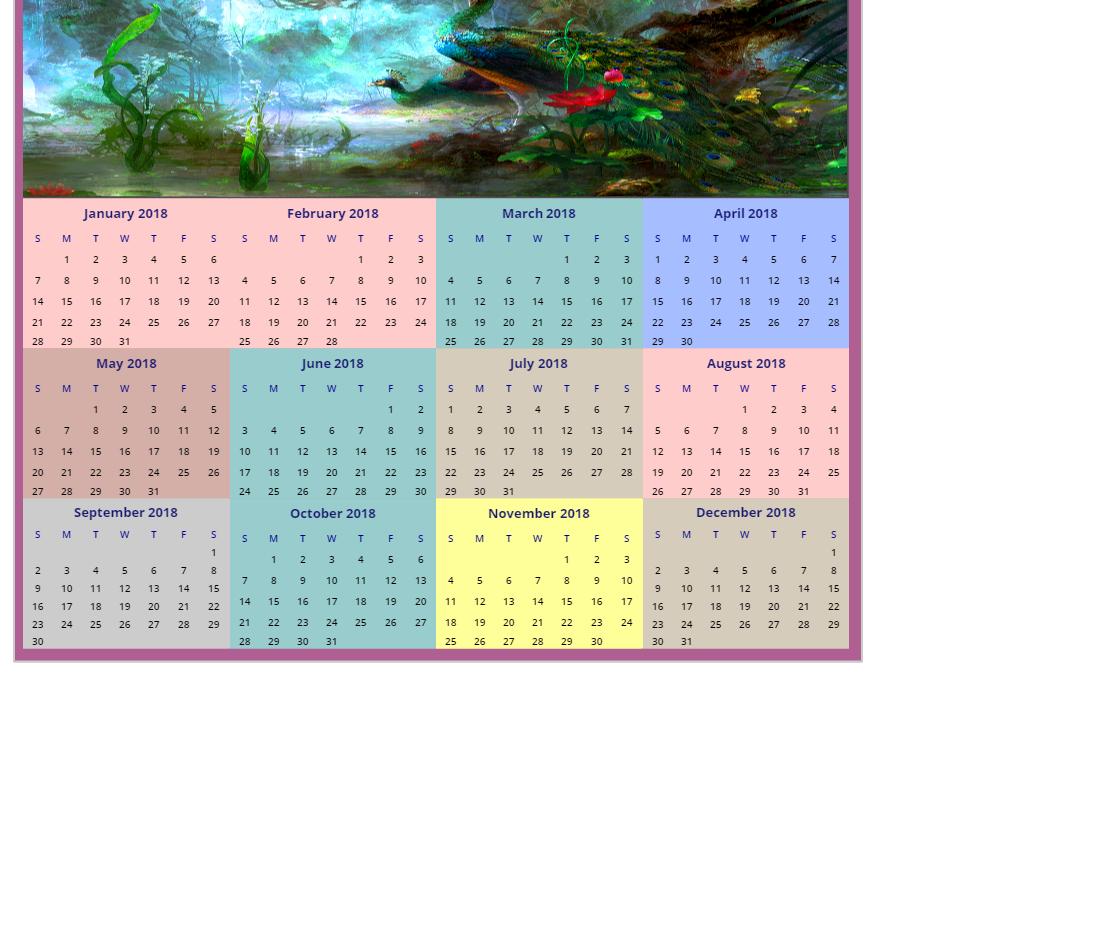 January 2018
S M T W T F S
1 2 3 4 5 6
7 8 9 10 11 12 13
14 15 16 17 18 19 20
21 22 23 24 25 26 27
28 29 30 31
February 2018
S M T W T F S
1 2 3
4 5 6 7 8 9 10
11 12 13 14 15 16 17
18 19 20 21 22 23 24
25 26 27 28
March 2018
S M T W T F S
1 2 3
4 5 6 7 8 9 10
11 12 13 14 15 16 17
18 19 20 21 22 23 24
25 26 27 28 29 30 31
April 2018
S M T W T F S
1 2 3 4 5 6 7
8 9 10 11 12 13 14
15 16 17 18 19 20 21
22 23 24 25 26 27 28
29 30
May 2018
S M T W T F S
1 2 3 4 5
6 7 8 9 10 11 12
13 14 15 16 17 18 19
20 21 22 23 24 25 26
27 28 29 30 31
June 2018
S M T W T F S
1 2
3 4 5 6 7 8 9
10 11 12 13 14 15 16
17 18 19 20 21 22 23
24 25 26 27 28 29 30
July 2018
S M T W T F S
1 2 3 4 5 6 7
8 9 10 11 12 13 14
15 16 17 18 19 20 21
22 23 24 25 26 27 28
29 30 31
August 2018
S M T W T F S
1 2 3 4
5 6 7 8 9 10 11
12 13 14 15 16 17 18
19 20 21 22 23 24 25
26 27 28 29 30 31
September 2018
S M T W T F S
1
2 3 4 5 6 7 8
9 10 11 12 13 14 15
16 17 18 19 20 21 22
23 24 25 26 27 28 29
30
October 2018
S M T W T F S
1 2 3 4 5 6
7 8 9 10 11 12 13
14 15 16 17 18 19 20
21 22 23 24 25 26 27
28 29 30 31
November 2018
S M T W T F S
1 2 3
4 5 6 7 8 9 10
11 12 13 14 15 16 17
18 19 20 21 22 23 24
25 26 27 28 29 30
December 2018
S M T W T F S
1
2 3 4 5 6 7 8
9 10 11 12 13 14 15
16 17 18 19 20 21 22
23 24 25 26 27 28 29
30 31